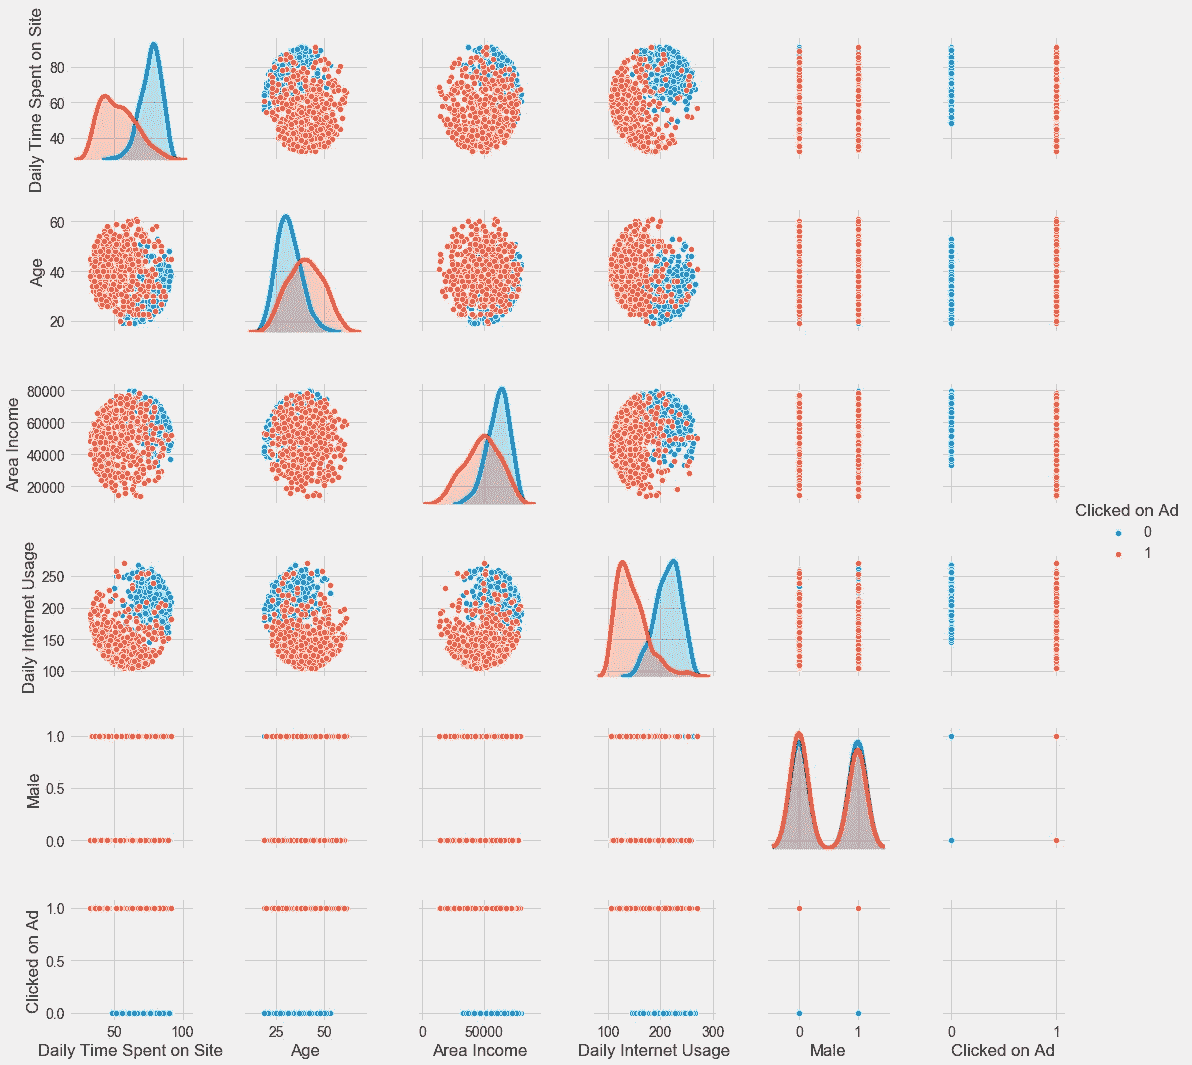 Daily Time Spent on Site
80
60
40
Age
60
40
20
Area Income
80000
60000
40000
20000
Clicked on Ad
0
1
Daily Internet Usage
250
200
150
100
Male
1.0
0.5
0.0
Clicked on Ad
1.0
0.5
0.0
50 100 25 50 0 50000 100 200 300 0 1 0 1
Daily Time Spent on Site Age Area Income Daily Internet Usage Male Clicked on Ad